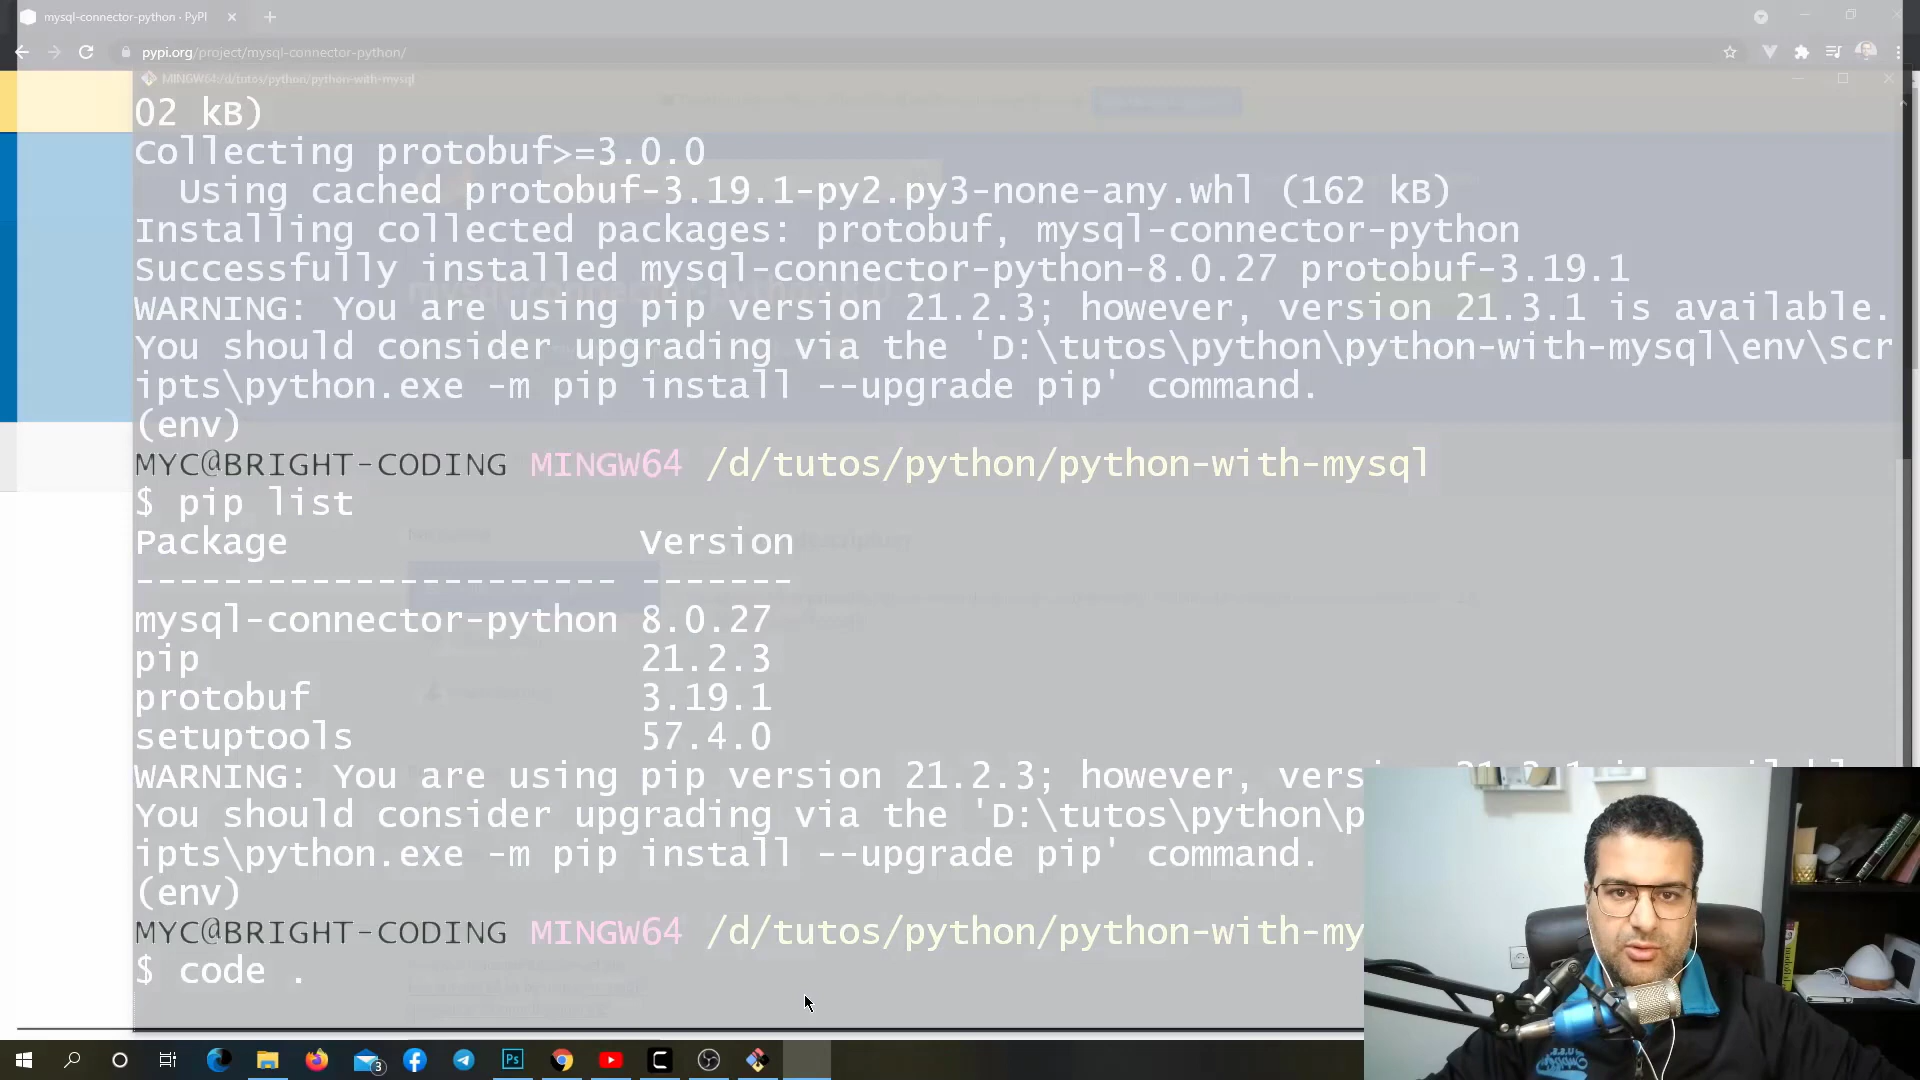 mysql-connector-python · PyPI
pypi.org/project/mysql-connector-python/
MINGW64:/d/tutos/python/python-with-mysql
02 kB)
Collecting protobuf>=3.0.0
  Using cached protobuf-3.19.1-py2.py3-none-any.whl (162 kB)
Installing collected packages: protobuf, mysql-connector-python
Successfully installed mysql-connector-python-8.0.27 protobuf-3.19.1
WARNING: You are using pip version 21.2.3; however, version 21.3.1 is available.
You should consider upgrading via the 'D:\tutos\python\python-with-mysql\env\Scr
ipts\python.exe -m pip install --upgrade pip' command.
(env)
MYC@BRIGHT-CODING MINGW64 /d/tutos/python/python-with-mysql
$ pip list
Package                Version
---------------------- -------
mysql-connector-python 8.0.27
pip                    21.2.3
protobuf               3.19.1
setuptools             57.4.0
WARNING: You are using pip version 21.2.3; however, vers
You should consider upgrading via the 'D:\tutos\python\p
ipts\python.exe -m pip install --upgrade pip' command.
(env)
MYC@BRIGHT-CODING MINGW64 /d/tutos/python/python-with-my
$ code .
Ps
3